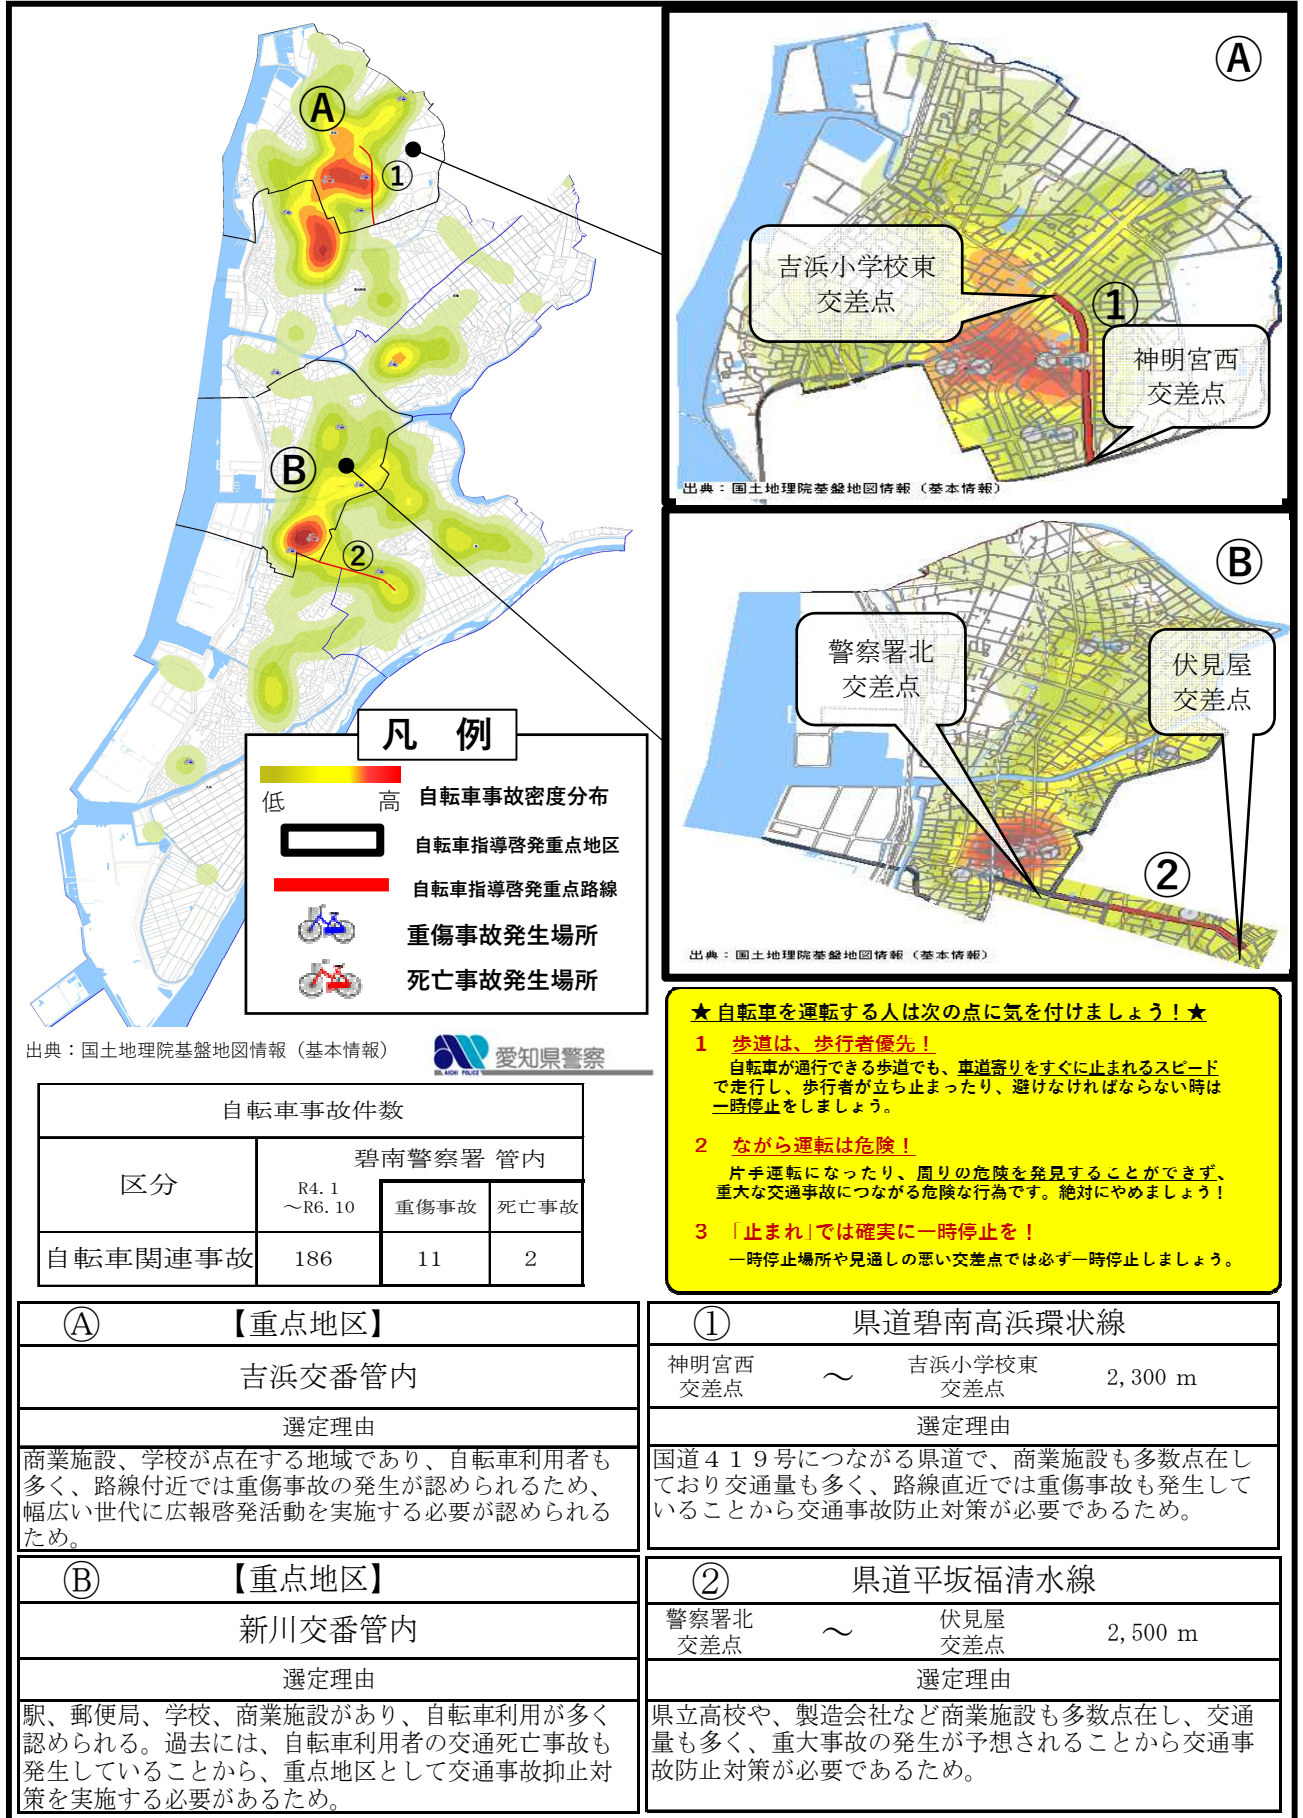 Ⓐ
①
Ⓑ
②
凡　例
低　高
自転車事故密度分布
自転車指導啓発重点地区
自転車指導啓発重点路線
重傷事故発生場所
死亡事故発生場所
出典：国土地理院基盤地図情報（基本情報）
AICHI POLICE
愛知県警察
Ⓐ
吉浜小学校東
交差点
①
神明宮西
交差点
出典：国土地理院基盤地図情報（基本情報）
Ⓑ
警察署北
交差点
伏見屋
交差点
②
出典：国土地理院基盤地図情報（基本情報）
★自転車を運転する人は次の点に気を付けましょう！★
1　歩道は、歩行者優先！
自転車が通行できる歩道でも、車道寄りをすぐに止まれるスピード
で走行し、歩行者が立ち止まったり、避けなければならない時は
一時停止をしましょう。
2　ながら運転は危険！
片手運転になったり、周りの危険を発見することができず、
重大な交通事故につながる危険な行為です。絶対にやめましょう！
3　「止まれ」では確実に一時停止を！
一時停止場所や見通しの悪い交差点では必ず一時停止しましょう。
自転車事故件数
区分
碧南警察署 管内
R4.1
～R6.10
重傷事故
死亡事故
自転車関連事故
186
11
2
Ⓐ　【重点地区】
吉浜交番管内
選定理由
商業施設、学校が点在する地域であり、自転車利用者も
多く、路線付近では重傷事故の発生が認められるため、
幅広い世代に広報啓発活動を実施する必要が認められる
ため。
①　県道碧南高浜環状線
神明宮西
交差点
～
吉浜小学校東
交差点
2,300 m
選定理由
国道４１９号につながる県道で、商業施設も多数点在し
ており交通量も多く、路線直近では重傷事故も発生して
いることから交通事故防止対策が必要であるため。
Ⓑ　【重点地区】
新川交番管内
選定理由
駅、郵便局、学校、商業施設があり、自転車利用が多く
認められる。過去には、自転車利用者の交通死亡事故も
発生していることから、重点地区として交通事故抑止対
策を実施する必要があるため。
②　県道平坂福清水線
警察署北
交差点
～
伏見屋
交差点
2,500 m
選定理由
県立高校や、製造会社など商業施設も多数点在し、交通
量も多く、重大事故の発生が予想されることから交通事
故防止対策が必要であるため。